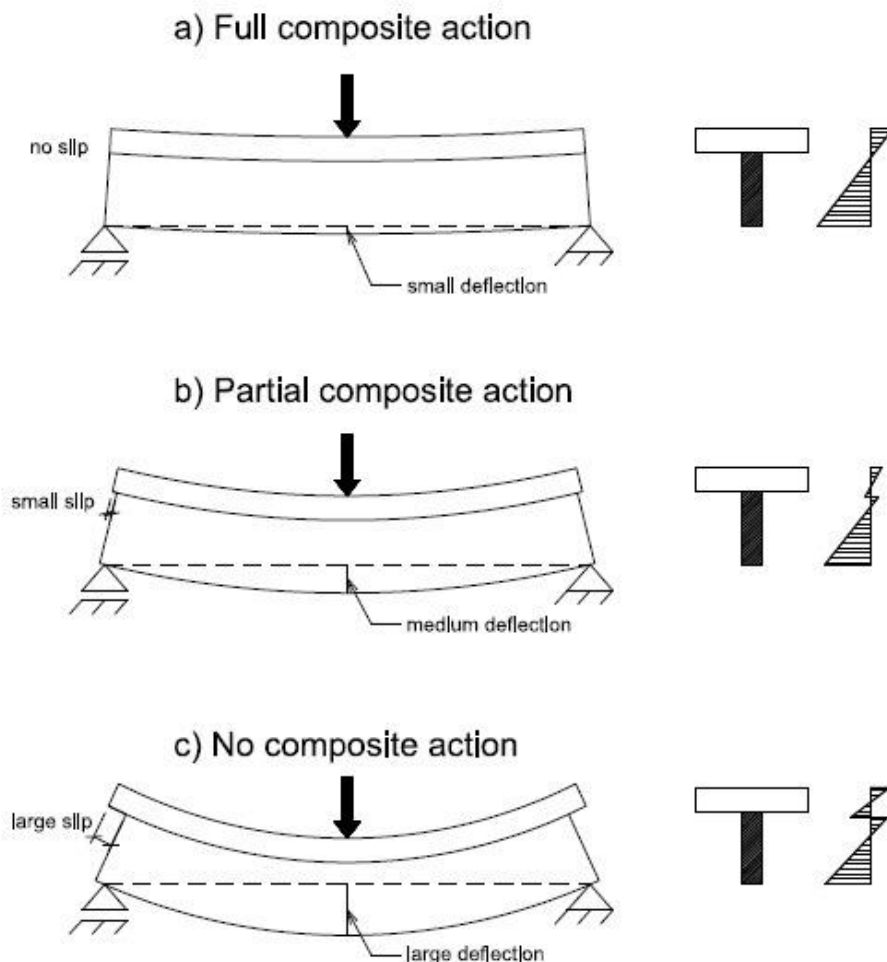 a) Full composite action
no slip
small deflection
b) Partial composite action
small slip
medium deflection
c) No composite action
large slip
large deflection